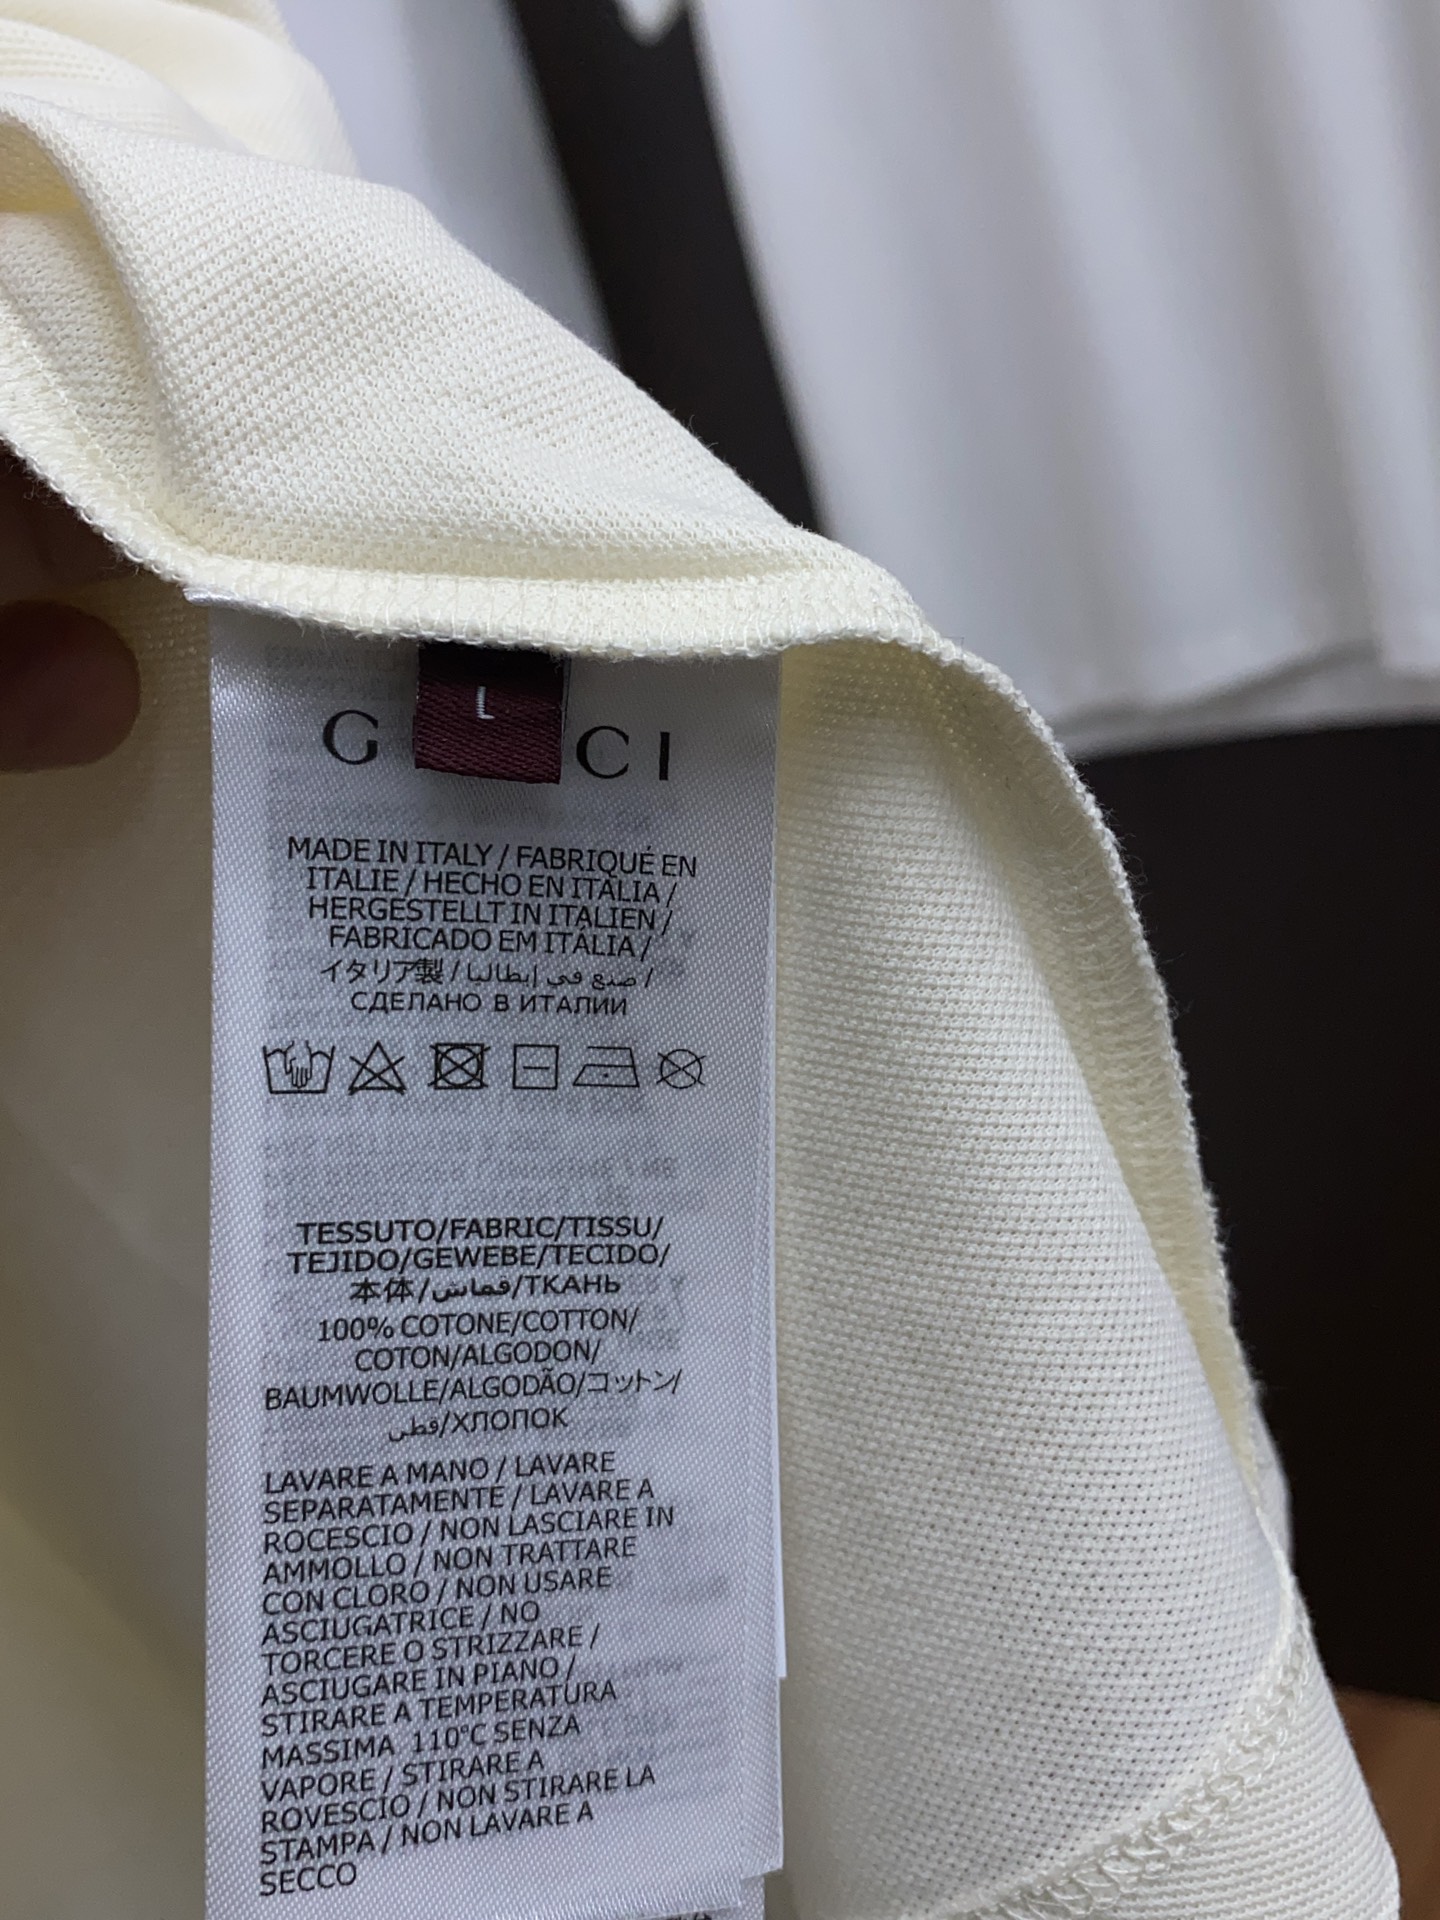 L
G CI
MADE IN ITALY / FABRIQUÉ EN
ITALIE / HECHO EN ITALIA /
HERGESTELLT IN ITALIEN /
FABRICADO EM ITÁLIA /
イタリア製 / صنع في إيطاليا /
СДЕЛАНО В ИТАЛИИ
TESSUTO/FABRIC/TISSU/
TEJIDO/GEWEBE/TECIDO/
本体/قماش/ТКАНЬ
100% COTONE/COTTON/
COTON/ALGODON/
BAUMWOLLE/ALGODÃO/コットン/
قطن/ХЛОПОК
LAVARE A MANO / LAVARE
SEPARATAMENTE / LAVARE A
ROCESCIO / NON LASCIARE IN
AMMOLLO / NON TRATTARE
CON CLORO / NON USARE
ASCIUGATRICE / NO
TORCERE O STRIZZARE /
ASCIUGARE IN PIANO /
STIRARE A TEMPERATURA
MASSIMA 110°C SENZA
VAPORE / STIRARE A
ROVESCIO / NON STIRARE LA
STAMPA / NON LAVARE A
SECCO